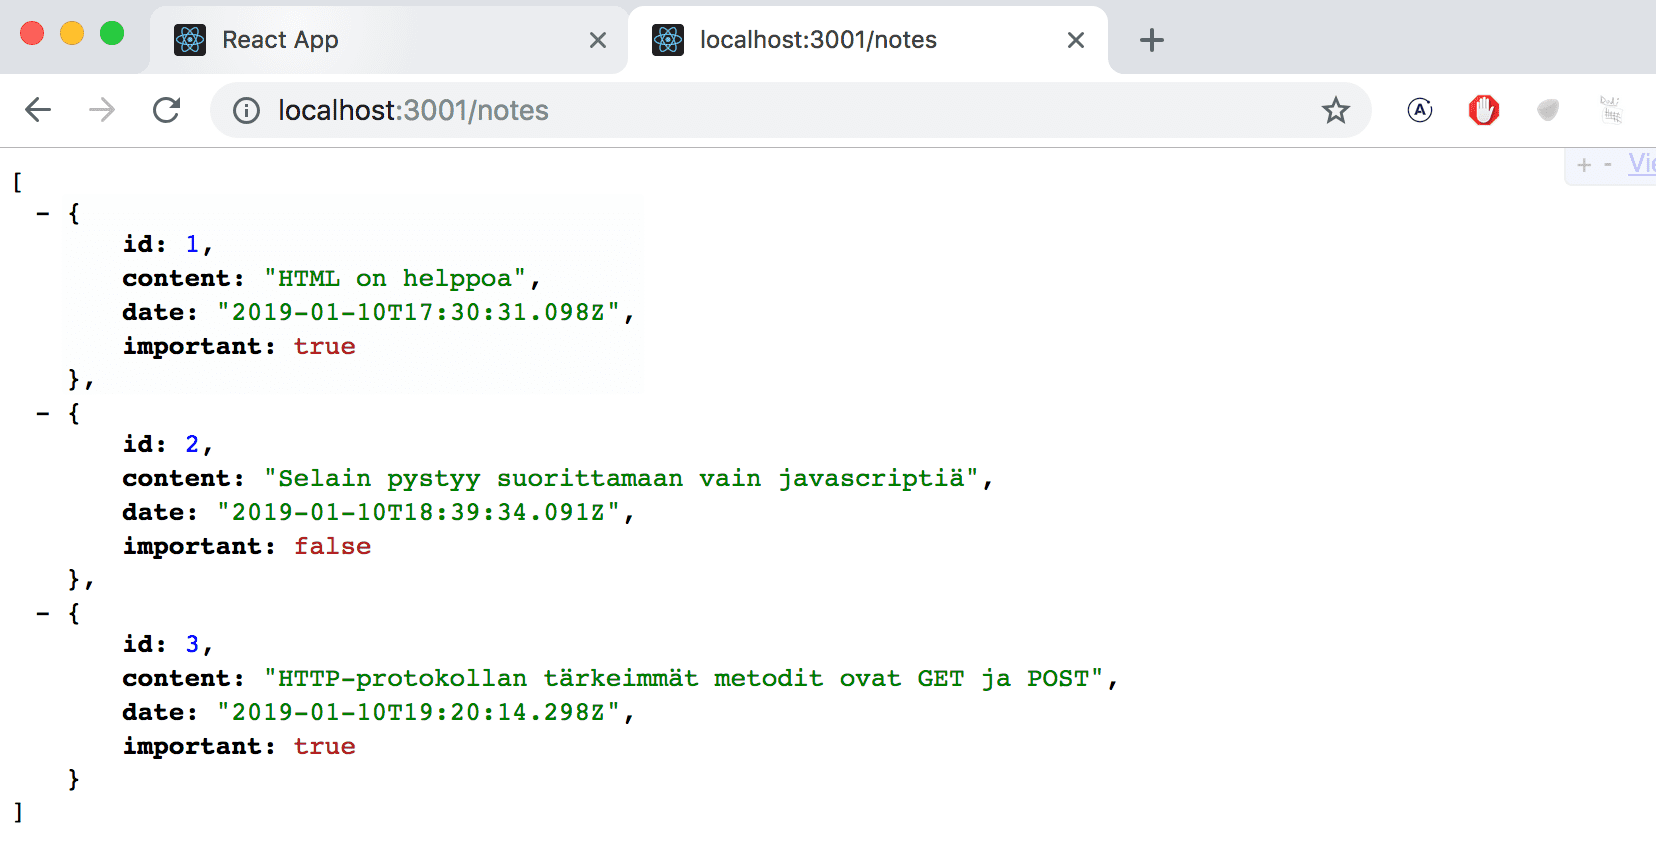 React App
localhost:3001/notes
localhost:3001/notes
A
+ - Vie
[
- {
id: 1,
content: "HTML on helppoa",
date: "2019-01-10T17:30:31.098Z",
important: true
},
- {
id: 2,
content: "Selain pystyy suorittamaan vain javascriptiä",
date: "2019-01-10T18:39:34.091Z",
important: false
},
- {
id: 3,
content: "HTTP-protokollan tärkeimmät metodit ovat GET ja POST",
date: "2019-01-10T19:20:14.298Z",
important: true
}
]